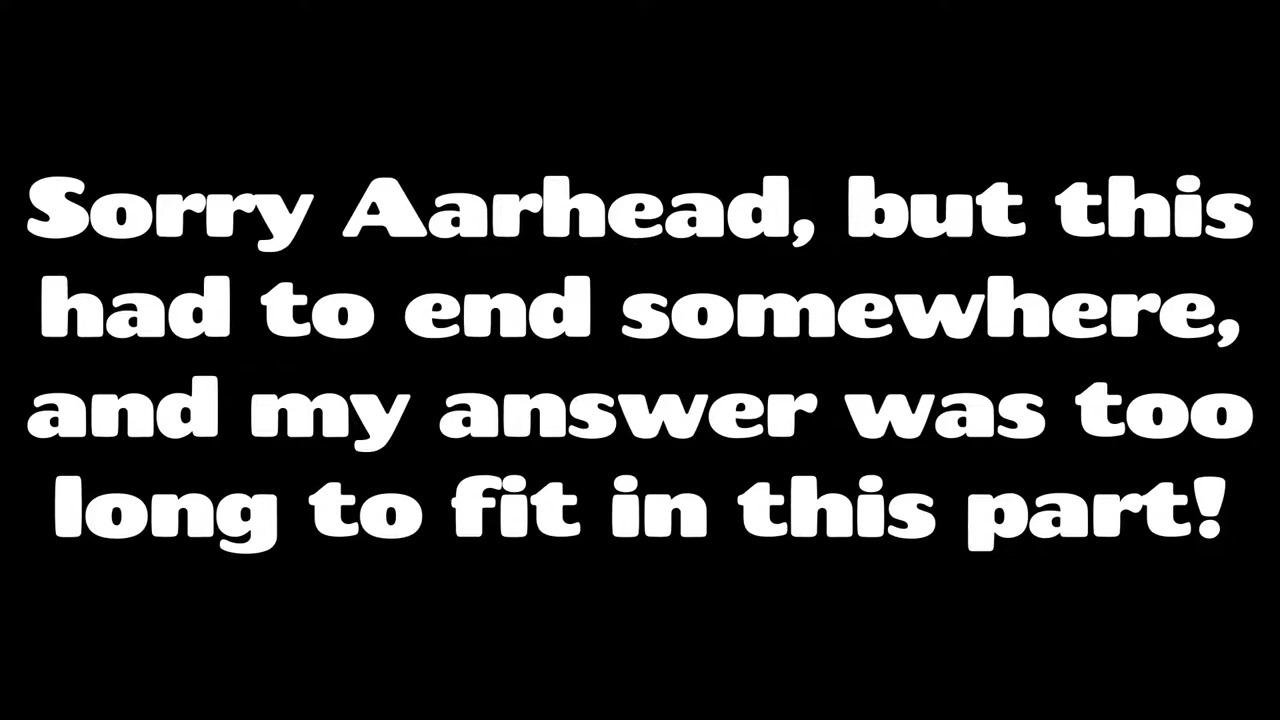 Sorry Aarhead, but this
had to end somewhere,
and my answer was too
long to fit in this part!